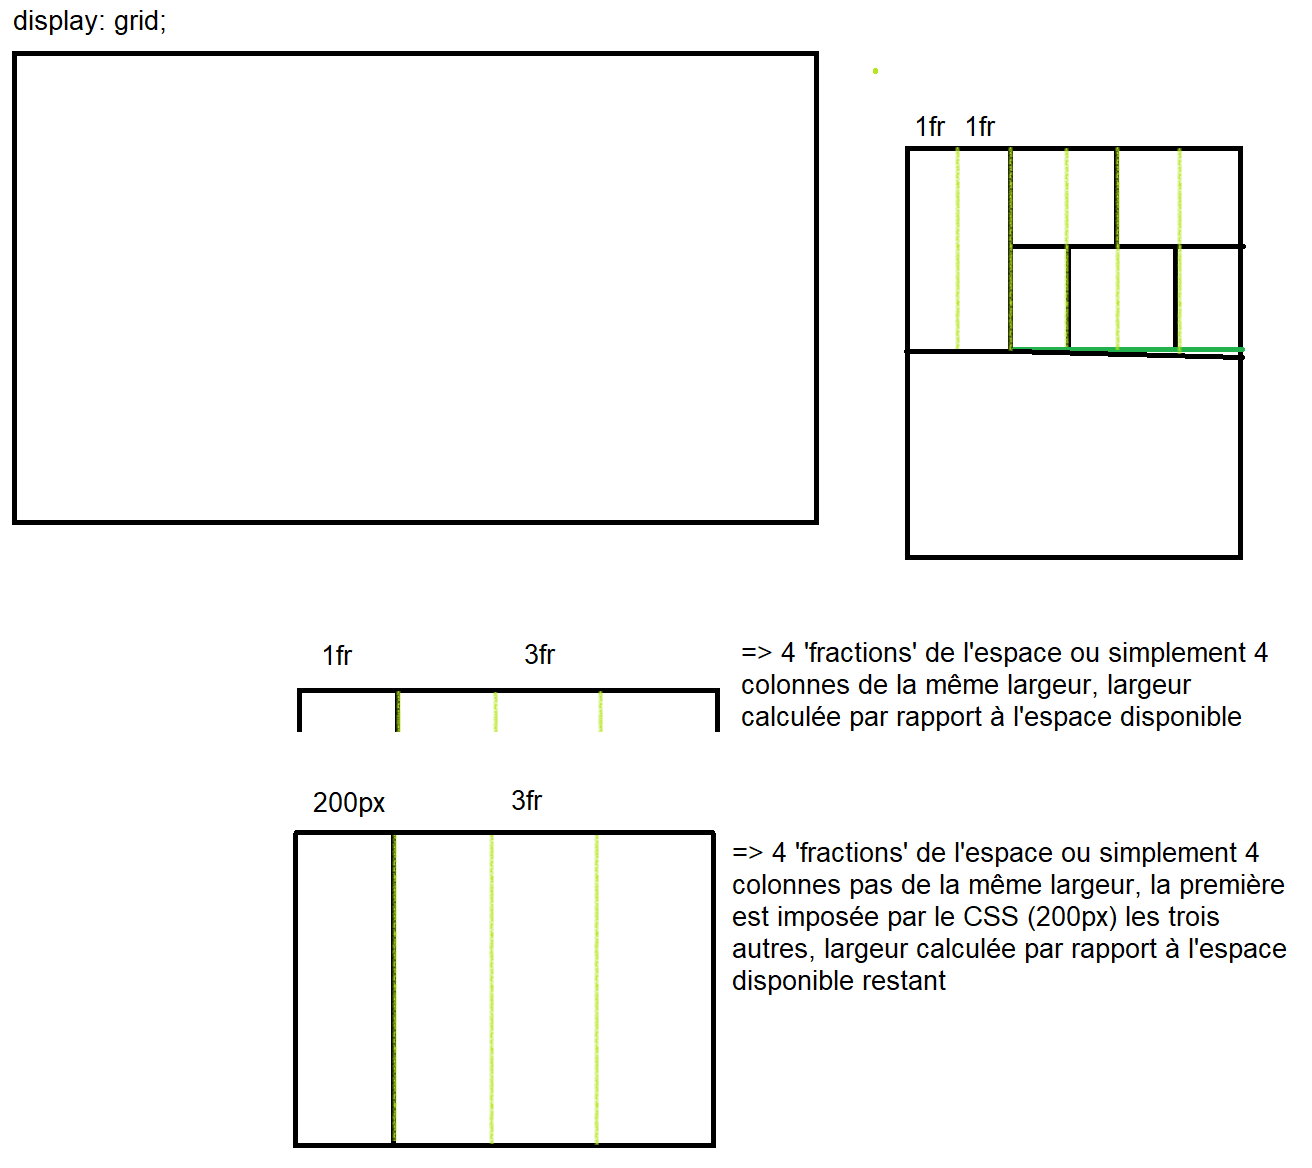 display: grid;
1fr 1fr
1fr 3fr
=> 4 'fractions' de l'espace ou simplement 4
colonnes de la même largeur, largeur
calculée par rapport à l'espace disponible
200px 3fr
=> 4 'fractions' de l'espace ou simplement 4
colonnes pas de la même largeur, la première
est imposée par le CSS (200px) les trois
autres, largeur calculée par rapport à l'espace
disponible restant